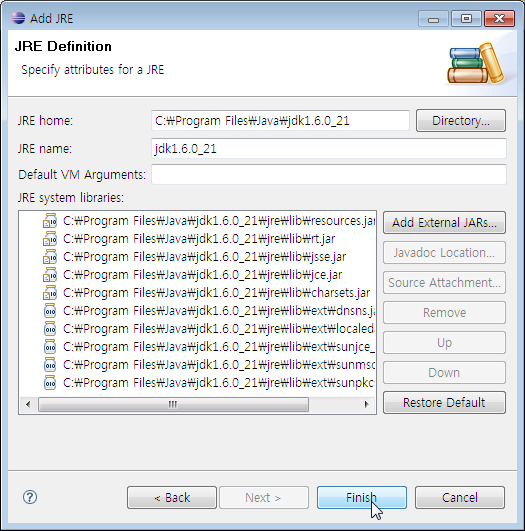 Add JRE
JRE Definition
Specify attributes for a JRE
JRE home:
C:₩Program Files₩Java₩jdk1.6.0_21
Directory...
JRE name:
jdk1.6.0_21
Default VM Arguments:
JRE system libraries:
C:₩Program Files₩Java₩jdk1.6.0_21₩jre₩lib₩resources.jar
C:₩Program Files₩Java₩jdk1.6.0_21₩jre₩lib₩rt.jar
C:₩Program Files₩Java₩jdk1.6.0_21₩jre₩lib₩jsse.jar
C:₩Program Files₩Java₩jdk1.6.0_21₩jre₩lib₩jce.jar
C:₩Program Files₩Java₩jdk1.6.0_21₩jre₩lib₩charsets.jar
C:₩Program Files₩Java₩jdk1.6.0_21₩jre₩lib₩ext₩dnsns.ja
C:₩Program Files₩Java₩jdk1.6.0_21₩jre₩lib₩ext₩localeda
C:₩Program Files₩Java₩jdk1.6.0_21₩jre₩lib₩ext₩sunjce_
C:₩Program Files₩Java₩jdk1.6.0_21₩jre₩lib₩ext₩sunmsc
C:₩Program Files₩Java₩jdk1.6.0_21₩jre₩lib₩ext₩sunpkc
Add External JARs...
Javadoc Location...
Source Attachment...
Remove
Up
Down
Restore Default
?
< Back
Next >
Finish
Cancel